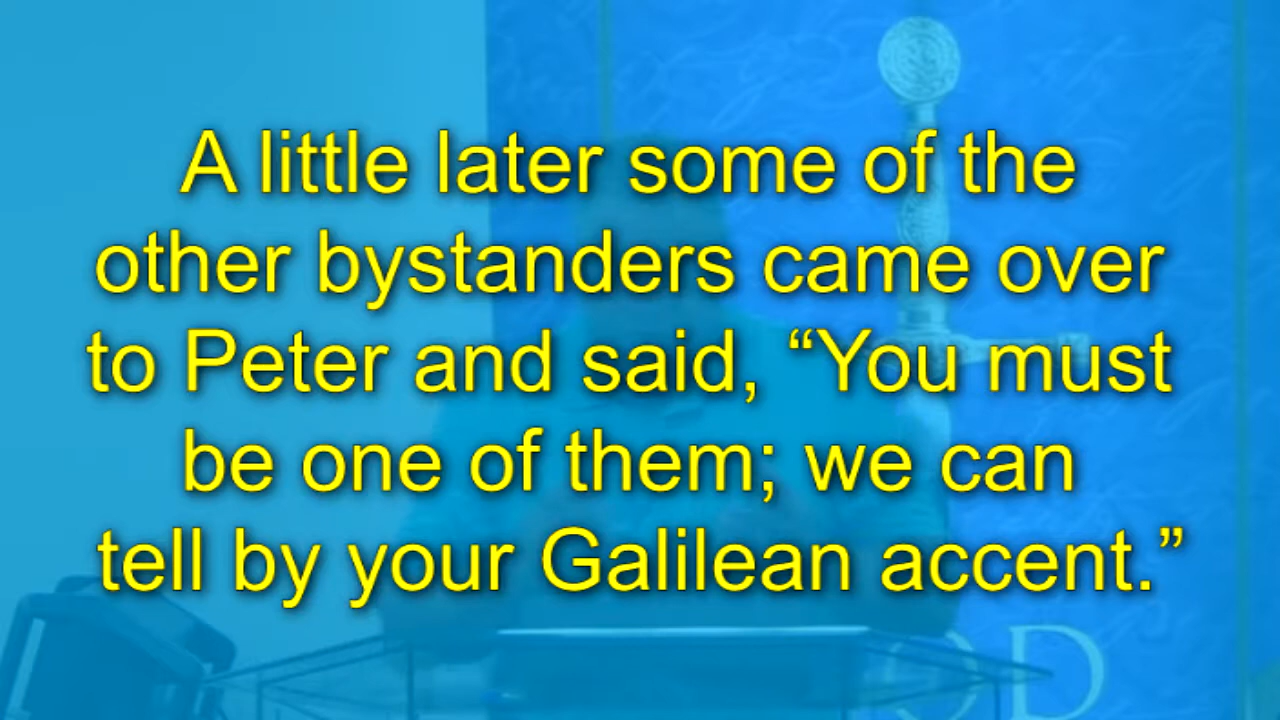 A little later some of the
other bystanders came over
to Peter and said, “You must
be one of them; we can
tell by your Galilean accent.”
OD